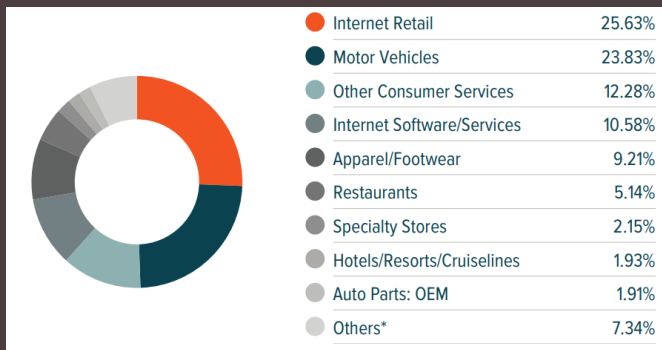 Internet Retail 25.63%
Motor Vehicles 23.83%
Other Consumer Services 12.28%
Internet Software/Services 10.58%
Apparel/Footwear 9.21%
Restaurants 5.14%
Specialty Stores 2.15%
Hotels/Resorts/Cruiselines 1.93%
Auto Parts: OEM 1.91%
Others* 7.34%